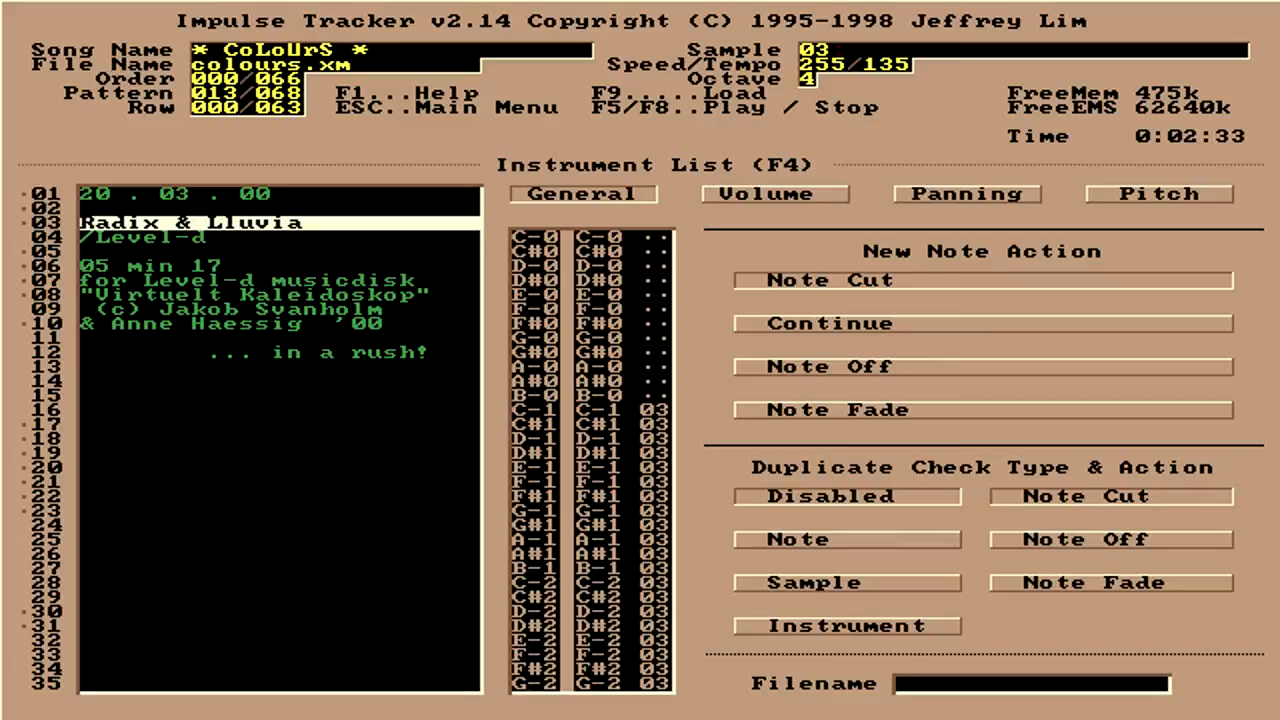 Impulse Tracker v2.14 Copyright (C) 1995-1998 Jeffrey Lim
Song Name * CoLoUrS * Sample 03
File Name colours.xm Speed/Tempo 255/135
Order 000/066 Octave 4
Pattern 013/068 F1...Help F9.....Load FreeMem 475k
Row 000/063 ESC..Main Menu F5/F8..Play / Stop FreeEMS 62640k
Time 0:02:33
Instrument List (F4)
01 20 . 03 . 00 General Volume Panning Pitch
02
03 Radix & Lluvia
04 /Level-d C-0 C-0 ··
05 C#0 C#0 ·· New Note Action
06 05 min 17 D-0 D-0 ··
07 for Level-d musicdisk D#0 D#0 ·· Note Cut
08 "Virtuelt Kaleidoskop" E-0 E-0 ··
09 (c) Jakob Svanholm F-0 F-0 ··
10 & Anne Haessig '00 F#0 F#0 ·· Continue
11 G-0 G-0 ··
12 ... in a rush! G#0 G#0 ··
13 A-0 A-0 ·· Note Off
14 A#0 A#0 ··
15 B-0 B-0 ··
16 C-1 C-1 03 Note Fade
17 C#1 C#1 03
18 D-1 D-1 03
19 D#1 D#1 03
20 E-1 E-1 03 Duplicate Check Type & Action
21 F-1 F-1 03
22 F#1 F#1 03 Disabled Note Cut
23 G-1 G-1 03
24 G#1 G#1 03
25 A-1 A-1 03 Note Note Off
26 A#1 A#1 03
27 B-1 B-1 03
28 C-2 C-2 03 Sample Note Fade
29 C#2 C#2 03
30 D-2 D-2 03
31 D#2 D#2 03 Instrument
32 E-2 E-2 03
33 F-2 F-2 03
34 F#2 F#2 03
35 G-2 G-2 03 Filename